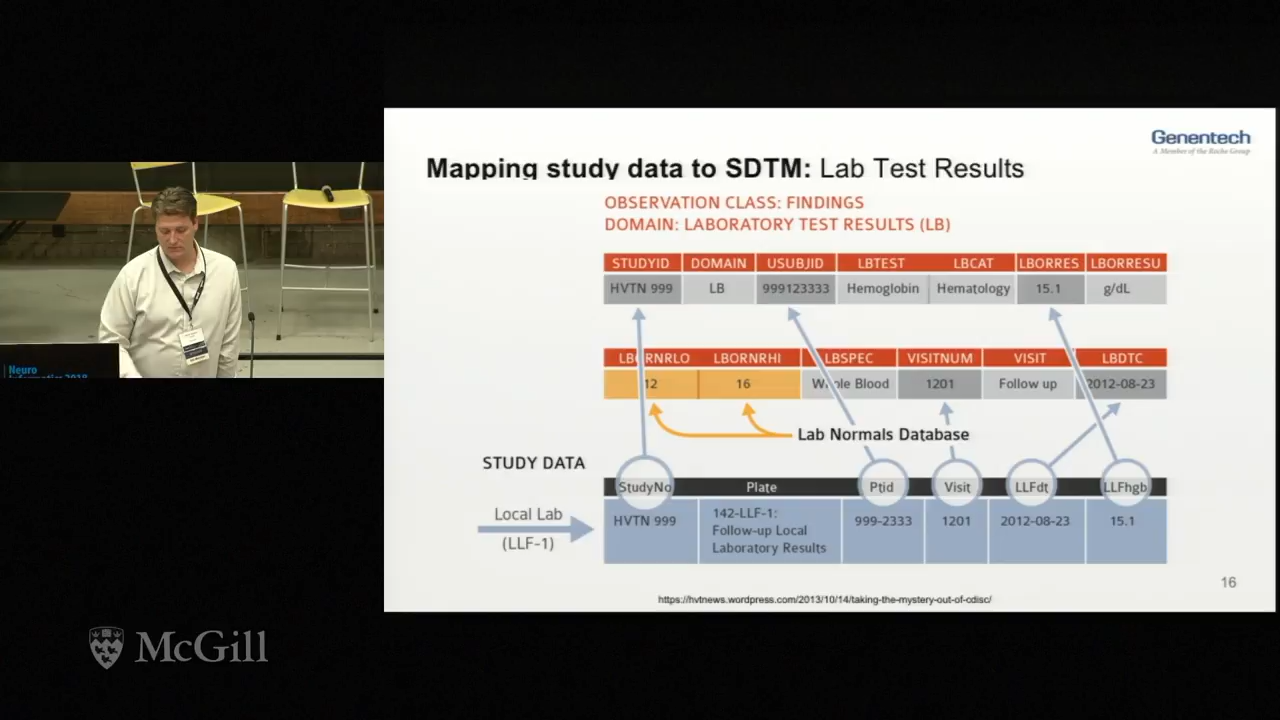 Genentech
A Member of the Roche Group
Mapping study data to SDTM: Lab Test Results
OBSERVATION CLASS: FINDINGS
DOMAIN: LABORATORY TEST RESULTS (LB)
STUDYID DOMAIN USUBJID LBTEST LBCAT LBORRES LBORRESU
HVTN 999 LB 999123333 Hemoglobin Hematology 15.1 g/dL
LBORNRLO LBORNRHI LBSPEC VISITNUM VISIT LBDTC
12 16 Whole Blood 1201 Follow up 2012-08-23
Lab Normals Database
STUDY DATA
StudyNo Plate Ptid Visit LLFdt LLFhgb
Local Lab
(LLF-1)
HVTN 999 142-LLF-1: 999-2333 1201 2012-08-23 15.1
Follow-up Local
Laboratory Results
16
https://hvtnews.wordpress.com/2013/10/14/taking-the-mystery-out-of-cdisc/
Neuro
Informatics 2018
McGill